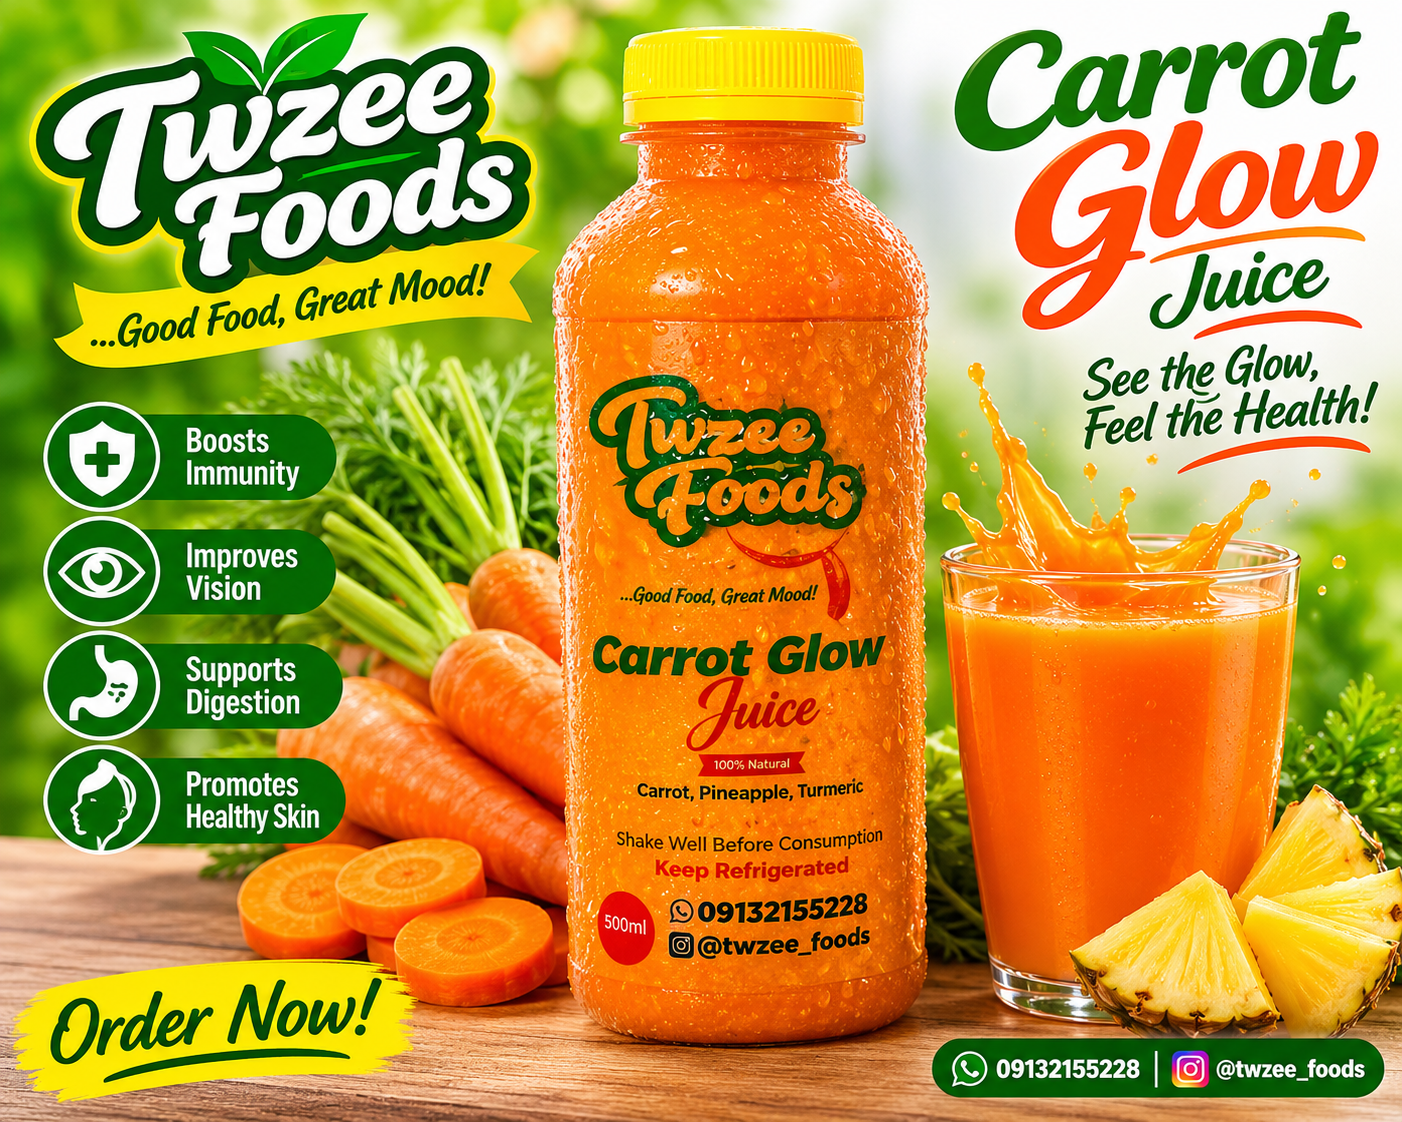 Twzee
Foods
...Good Food, Great Mood!
Boosts
Immunity
Improves
Vision
Supports
Digestion
Promotes
Healthy Skin
Order Now!
Twzee
Foods
...Good Food, Great Mood!
Carrot Glow
Juice
100% Natural
Carrot, Pineapple, Turmeric
Shake Well Before Consumption
Keep Refrigerated
500ml
09132155228
@twzee_foods
Carrot
Glow
Juice
See the Glow,
Feel the Health!
09132155228 | @twzee_foods